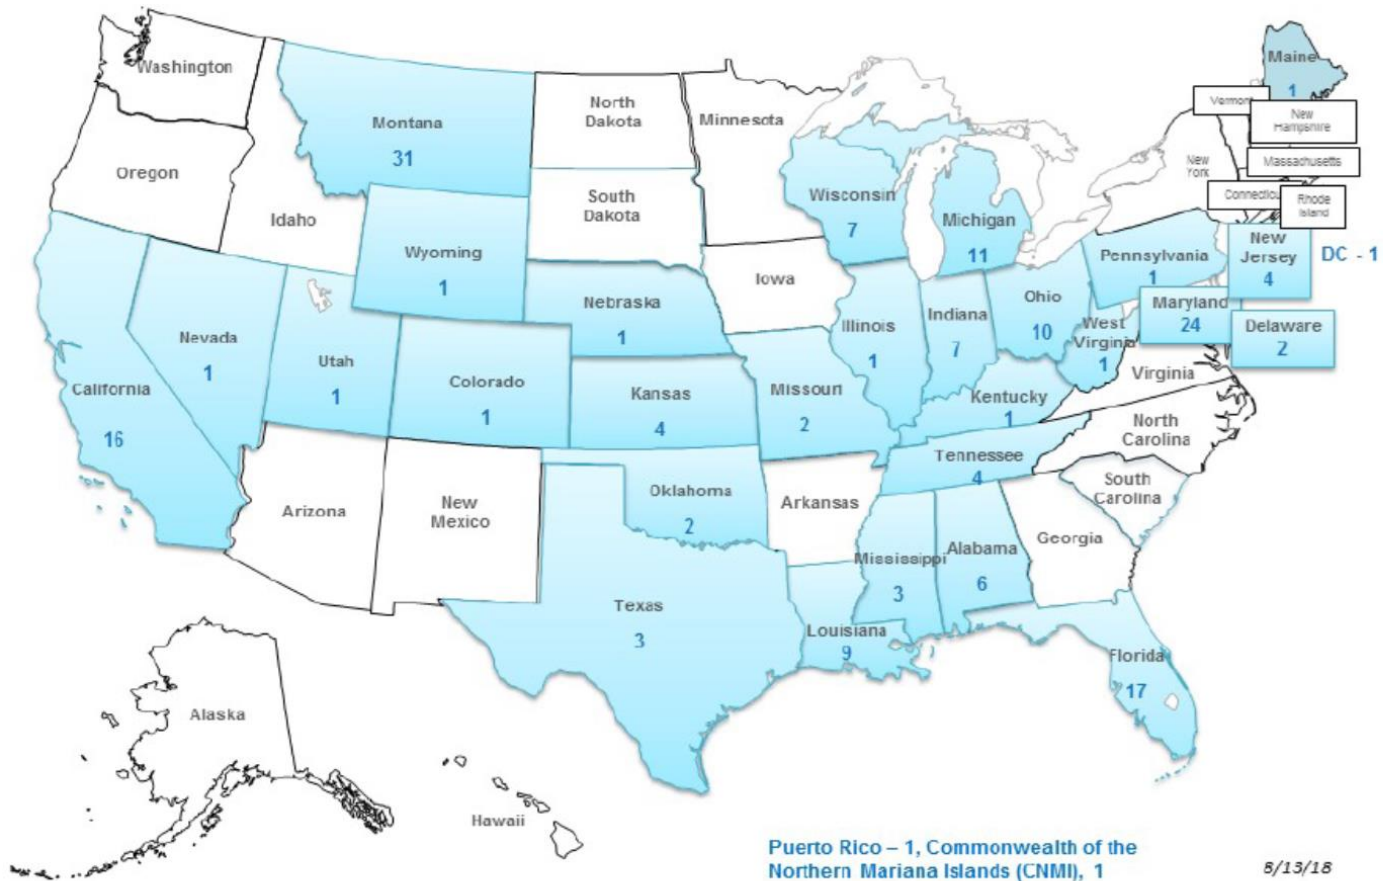 Washington
Oregon
Idaho
Montana
31
North
Dakota
South
Dakota
Minnesota
Wisconsin
7
Michigan
11
Maine
1
Vermont
New
Hampshire
Massachusetts
New
York
Connecticu
Rhode
Island
Wyoming
1
Nebraska
1
Iowa
Illinois
1
Indiana
7
Ohio
10
Pennsylvania
1
New
Jersey
4
DC - 1
Maryland
24
Delaware
2
West
Virginia
1
Virginia
California
16
Nevada
1
Utah
1
Colorado
1
Kansas
4
Missouri
2
Kentucky
1
Tennessee
4
North
Carolina
South
Carolina
Arizona
New
Mexico
Oklahoma
2
Arkansas
Mississippi
3
Alabama
6
Georgia
Texas
3
Louisiana
9
Florida
17
Alaska
Hawaii
Puerto Rico – 1, Commonwealth of the
Northern Mariana Islands (CNMI), 1
8/13/18